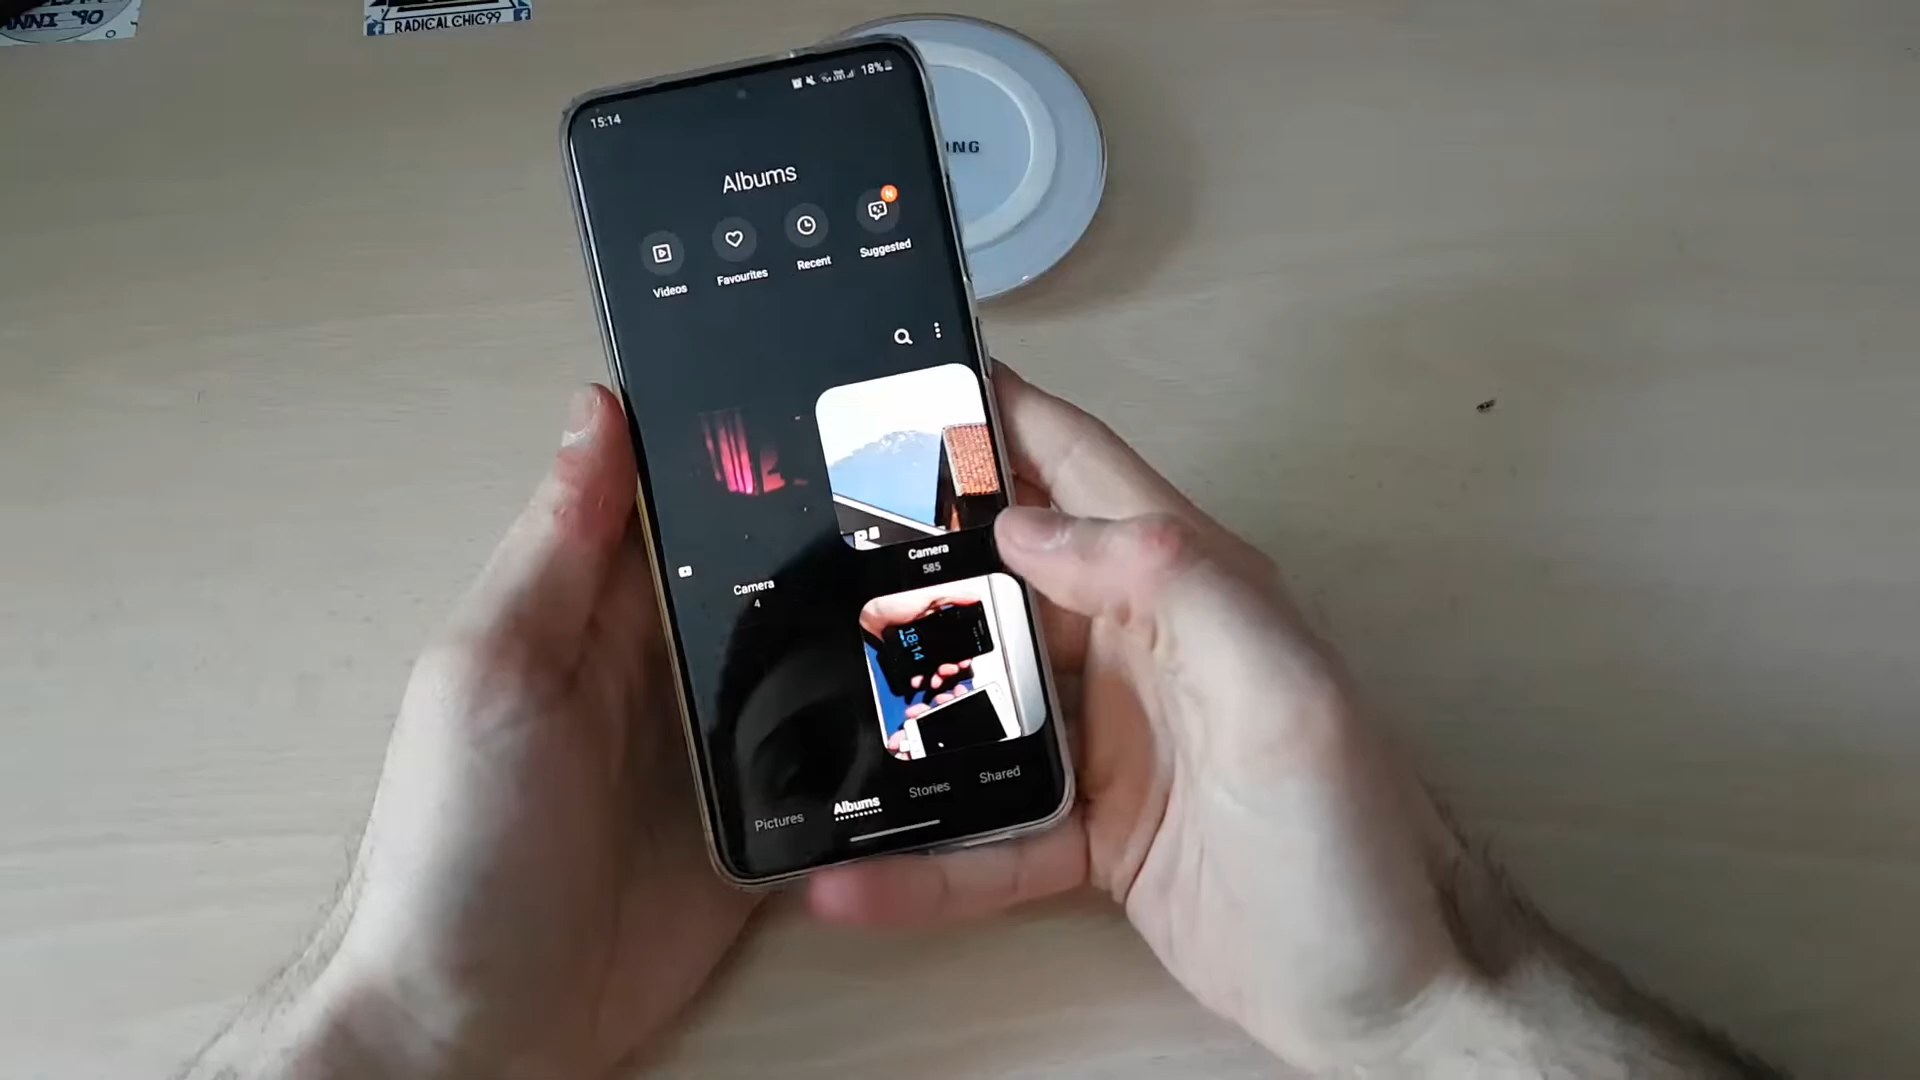 RADICALCHIC99
NG
18%
15:14
Albums
Videos
Favourites
Recent
Suggested
N
Camera
585
Camera
4
18:14
Pictures
Albums
Stories
Shared